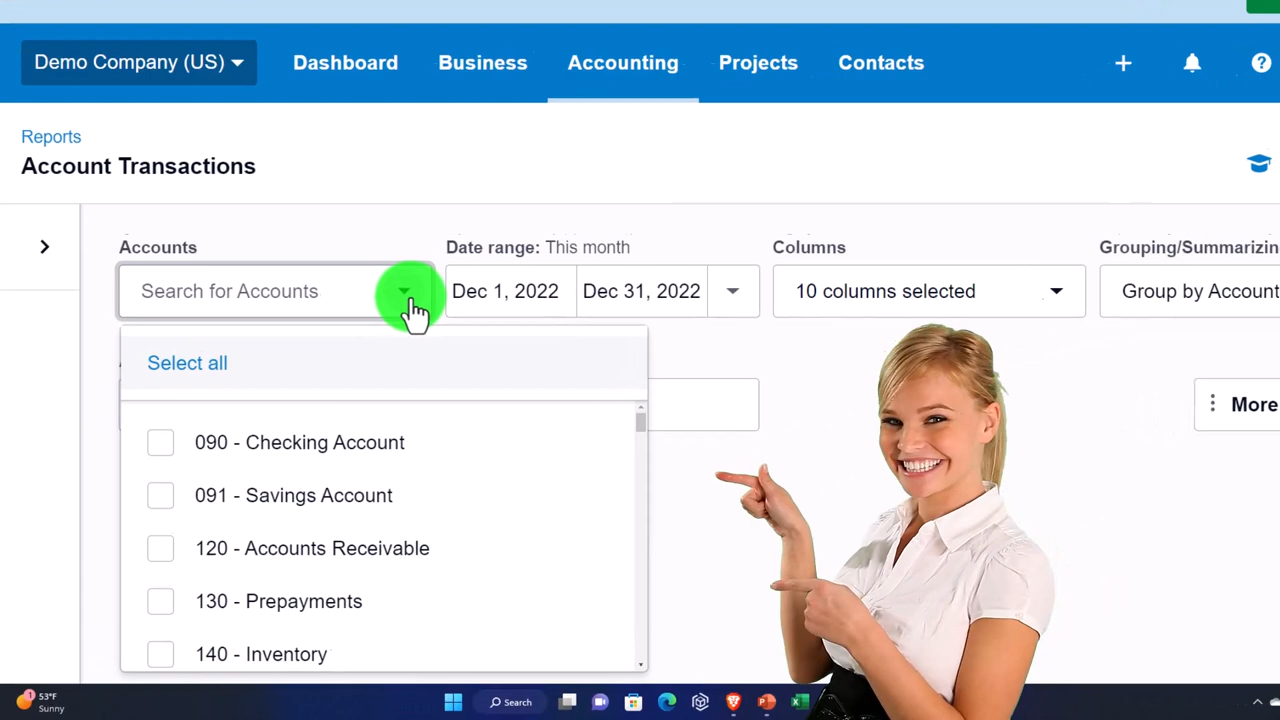 Demo Company (US)
Dashboard
Business
Accounting
Projects
Contacts
Reports
Account Transactions
Accounts
Date range: This month
Columns
Grouping/Summarizin
Search for Accounts
Dec 1, 2022
Dec 31, 2022
10 columns selected
Group by Account
Select all
More
090 - Checking Account
091 - Savings Account
120 - Accounts Receivable
130 - Prepayments
140 - Inventory
1
53°F
Sunny
Search